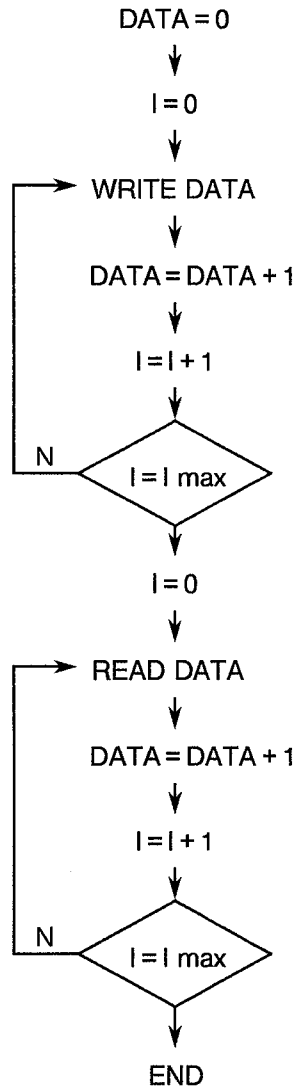 DATA = 0
I = 0
WRITE DATA
DATA = DATA + 1
I = I + 1
N
I = I max
I = 0
READ DATA
DATA = DATA + 1
I = I + 1
N
I = I max
END